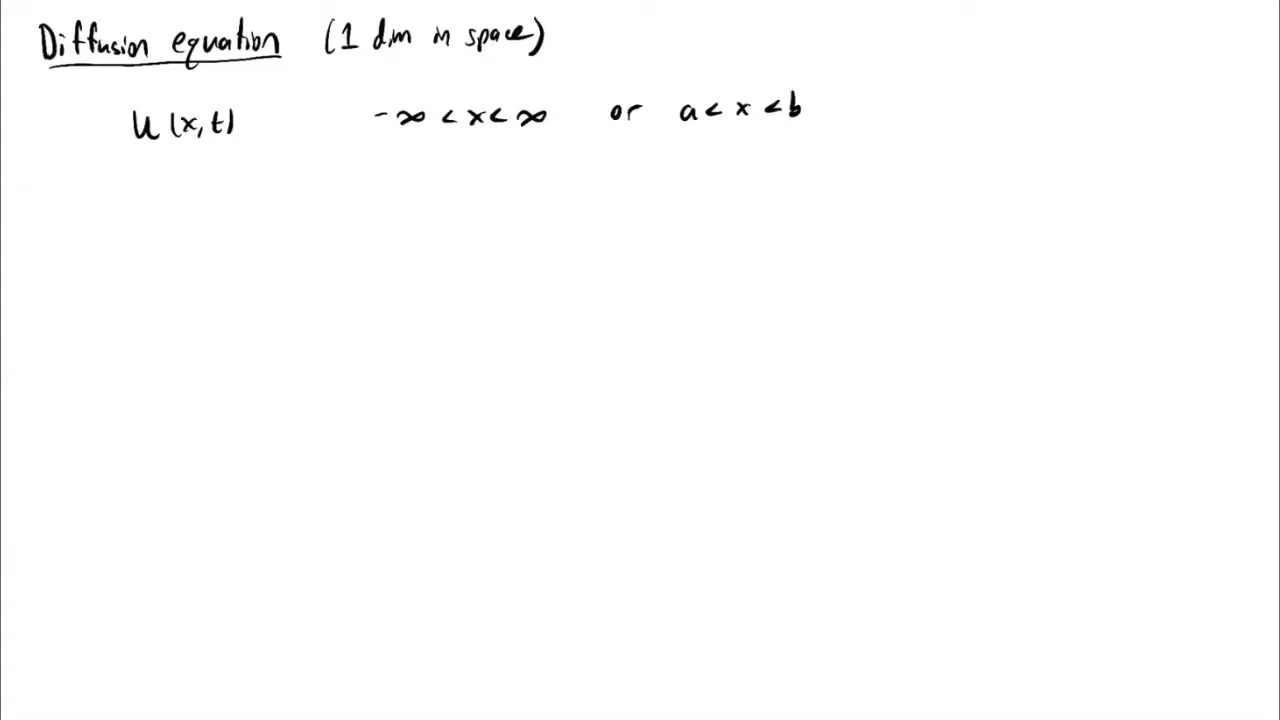 Diffusion equation (1 dim in space)
u(x,t) -∞ < x < ∞ or a < x < b